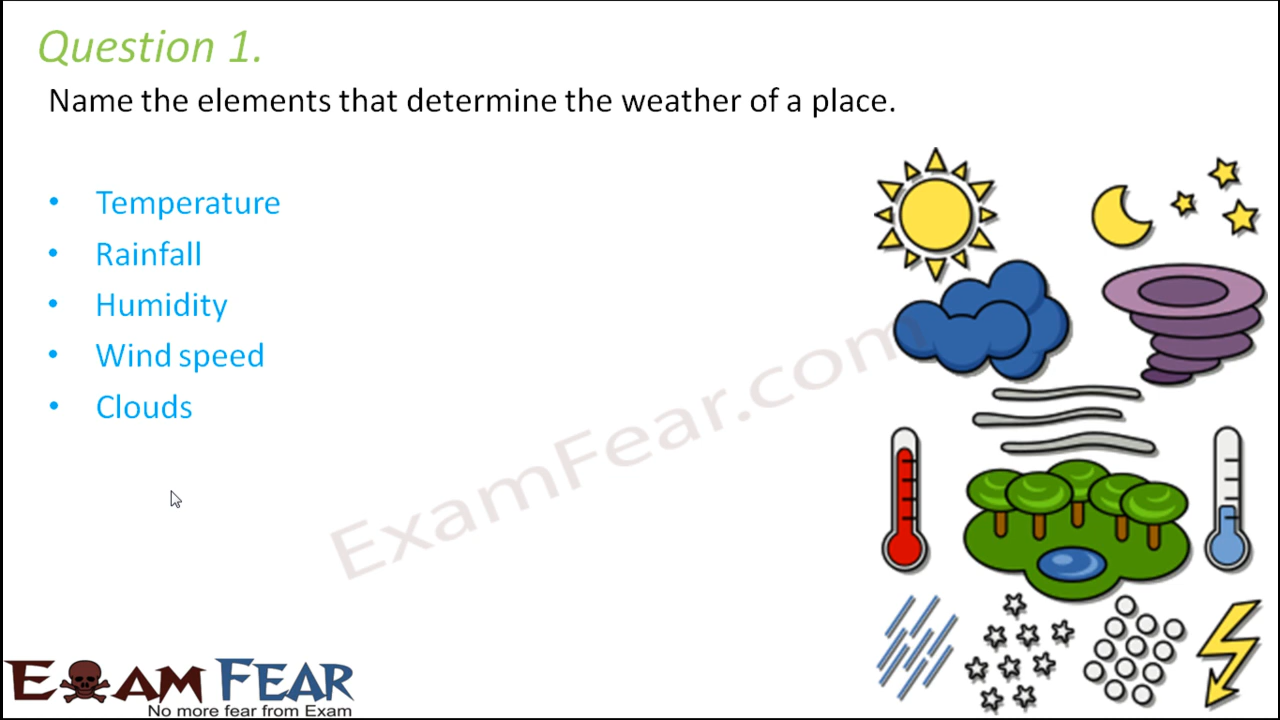 Question 1.
Name the elements that determine the weather of a place.
• Temperature
• Rainfall
• Humidity
• Wind speed
• Clouds
ExamFear.com
EXAM FEAR
No more fear from Exam